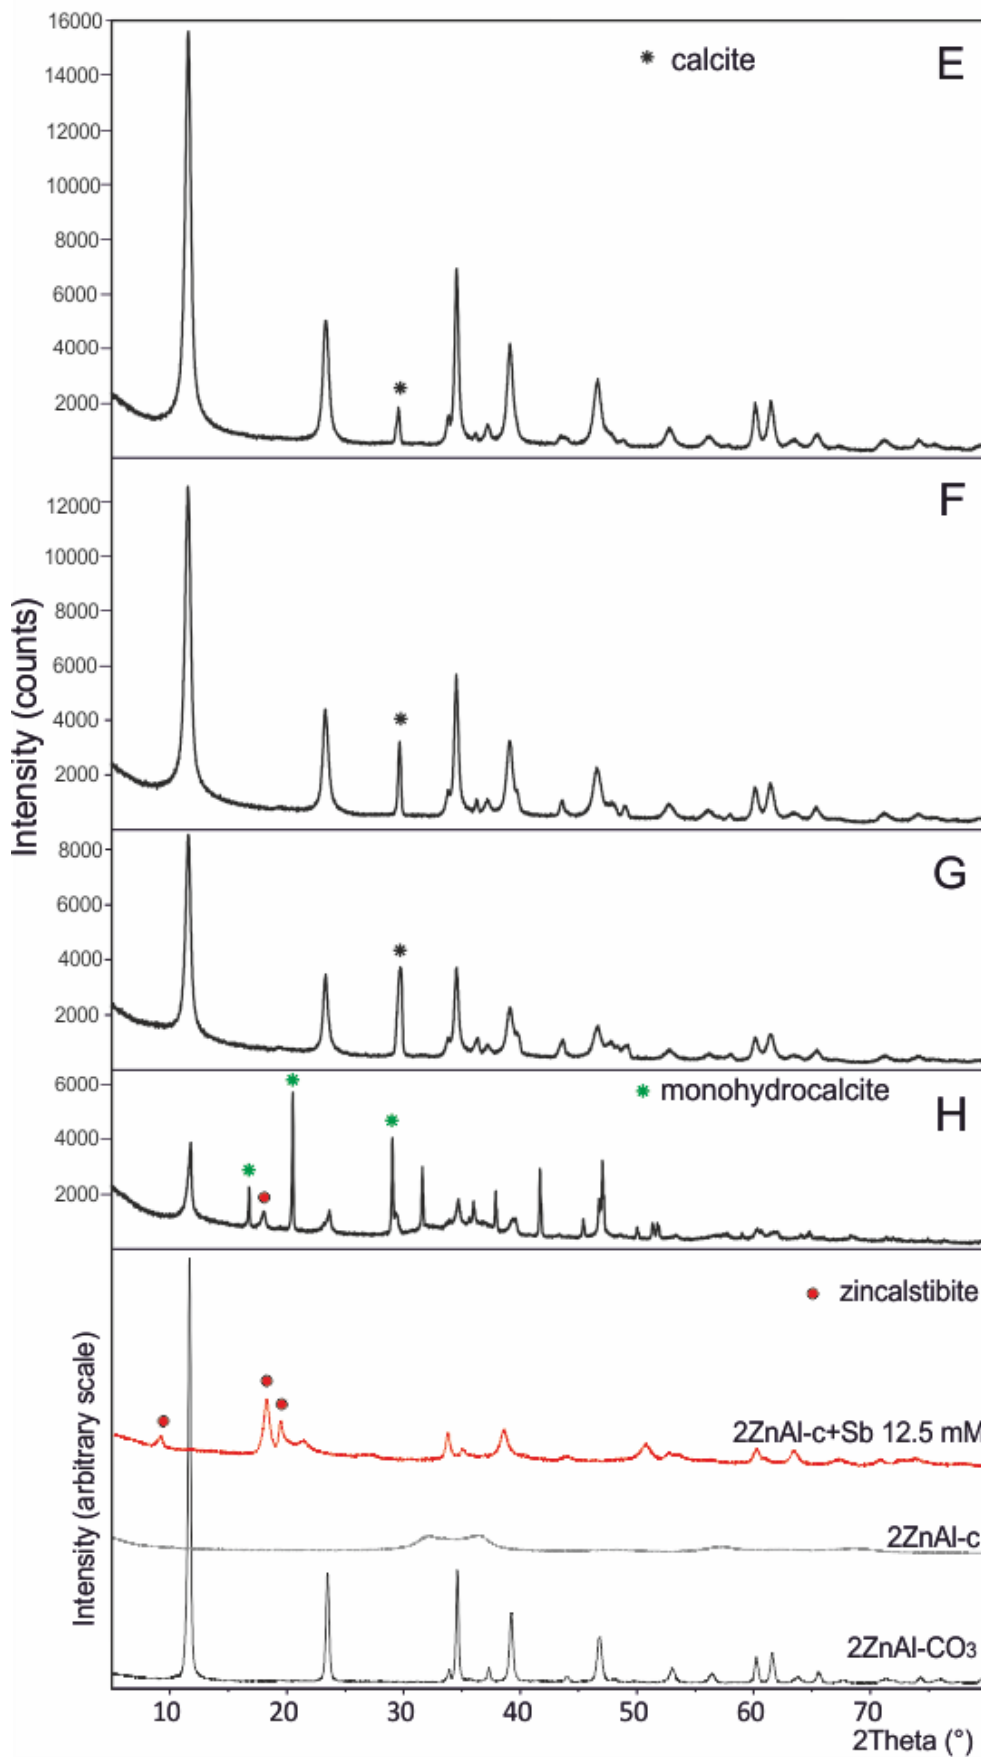 16000
* calcite
E
14000
12000
10000
8000
6000
4000
2000
*
F
12000
10000
8000
6000
4000
2000
*
Intensity (counts)
G
8000
6000
4000
2000
*
6000
4000
2000
* monohydrocalcite
H
* * *
zincalstibite
2ZnAl-c+Sb 12.5 mM
2ZnAl-c
2ZnAl-CO₃
Intensity (arbitrary scale)
10 20 30 40 50 60 70
2Theta (°)